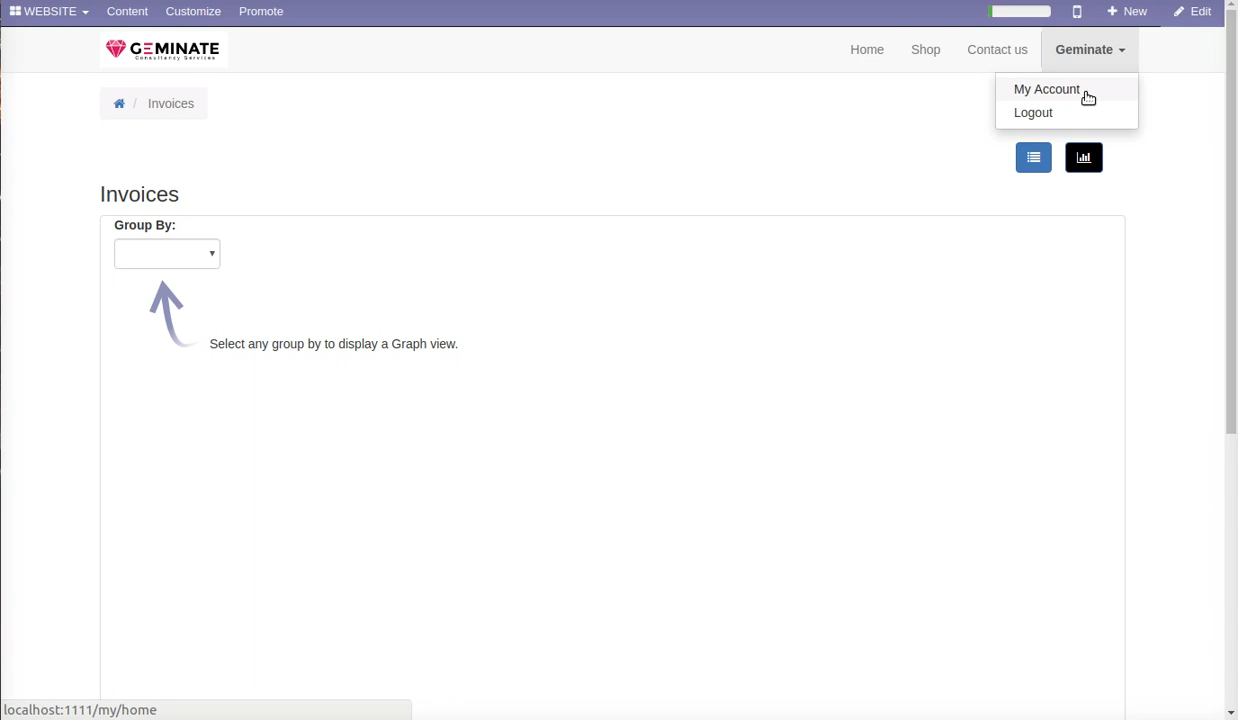 WEBSITE Content Customize Promote New Edit
GEMINATE
Consultancy Services
Home Shop Contact us Geminate
My Account
Logout
/ Invoices
Invoices
Group By:
Select any group by to display a Graph view.
localhost:1111/my/home